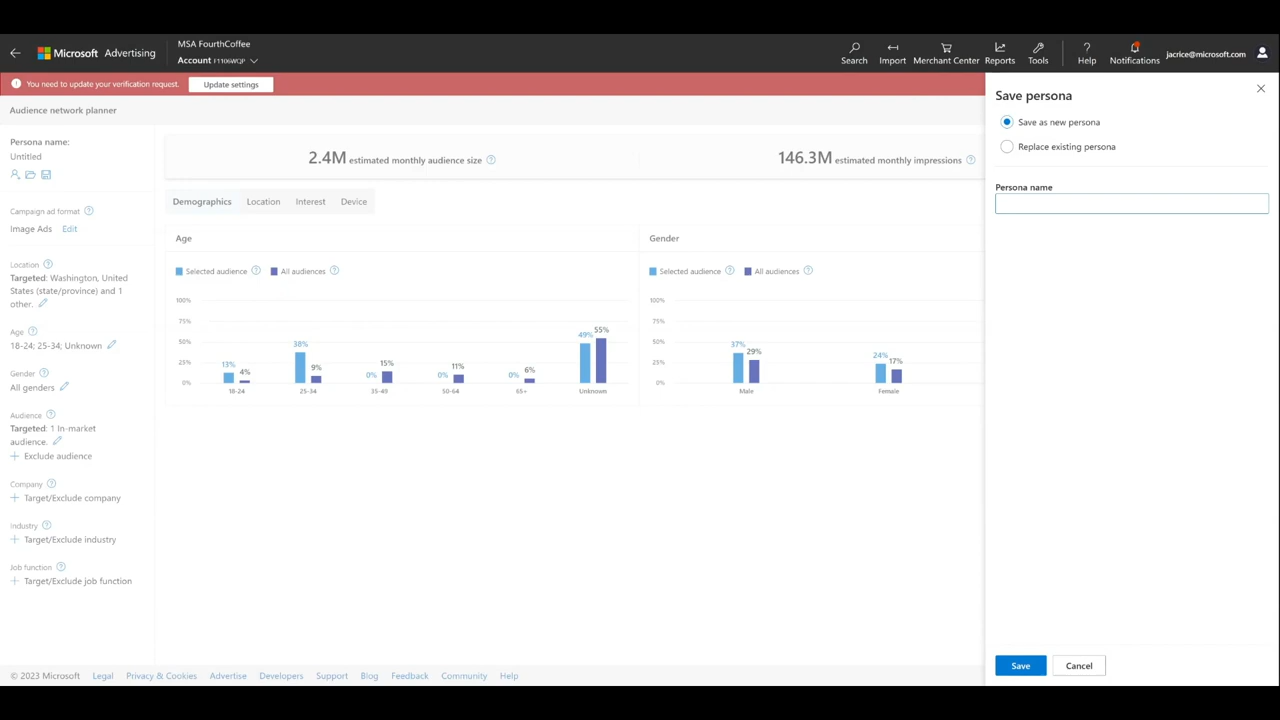 Microsoft Advertising
MSA FourthCoffee
Account F1106WQP
Search
Import
Merchant Center
Reports
Tools
Help
Notifications
jacrice@microsoft.com
You need to update your verification request.
Update settings
Audience network planner
Persona name:
Untitled
Campaign ad format
Image Ads Edit
Location
Targeted: Washington, United
States (state/province) and 1
other.
Age
18-24; 25-34; Unknown
Gender
All genders
Audience
Targeted: 1 In-market
audience.
Exclude audience
Company
Target/Exclude company
Industry
Target/Exclude industry
Job function
Target/Exclude job function
2.4M estimated monthly audience size
146.3M estimated monthly impressions
Demographics
Location
Interest
Device
Age
Selected audience
All audiences
100%
75%
50%
25%
0%
13%
4%
38%
9%
0%
15%
0%
11%
0%
6%
49%
55%
18-24
25-34
35-49
50-64
65+
Unknown
Gender
Selected audience
All audiences
100%
75%
50%
25%
0%
37%
29%
24%
17%
Male
Female
Save persona
Save as new persona
Replace existing persona
Persona name
Save
Cancel
© 2023 Microsoft Legal Privacy & Cookies Advertise Developers Support Blog Feedback Community Help